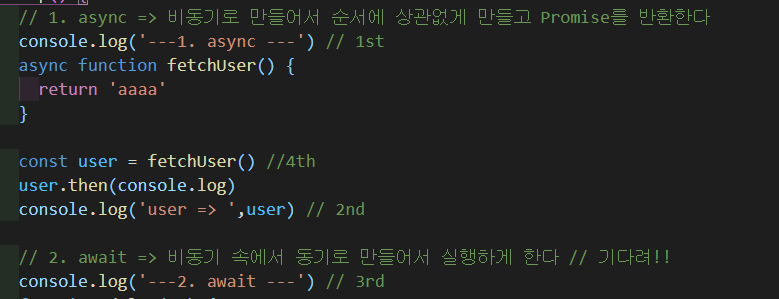 // 1. async => 비동기로 만들어서 순서에 상관없게 만들고 Promise를 반환한다
console.log('---1. async ---') // 1st
async function fetchUser() {
  return 'aaaa'
}
const user = fetchUser() //4th
user.then(console.log)
console.log('user => ',user) // 2nd
// 2. await => 비동기 속에서 동기로 만들어서 실행하게 한다 // 기다려!!
console.log('---2. await ---') // 3rd